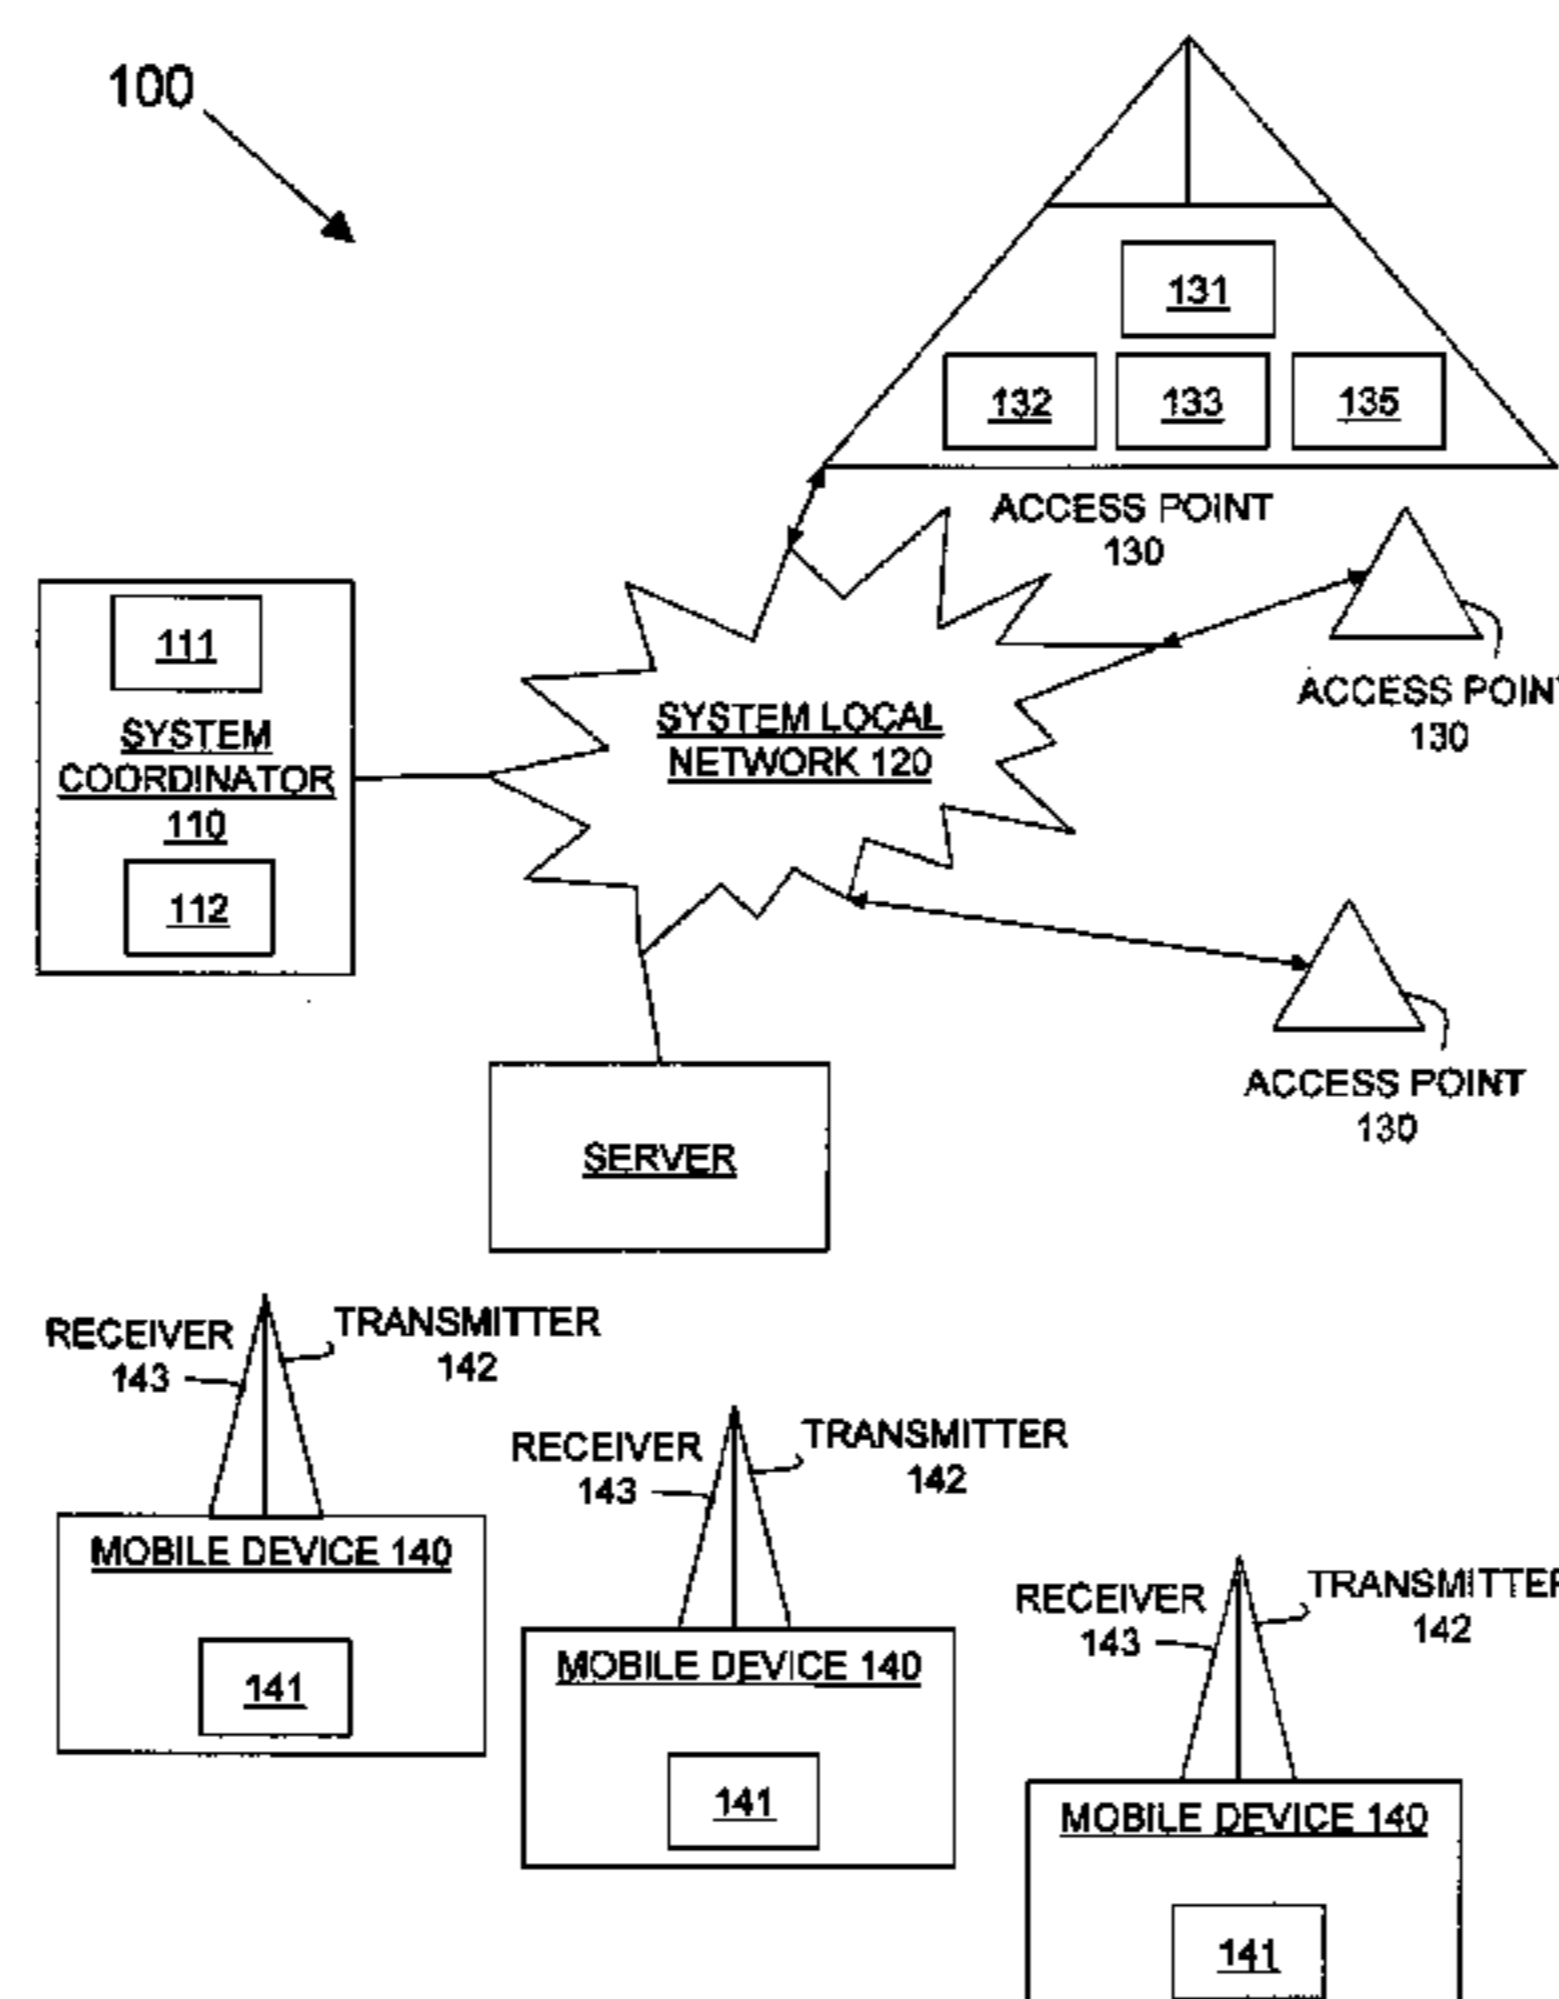 100
131
132 133 135
ACCESS POINT
130
111
SYSTEM
COORDINATOR
110
112
SYSTEM LOCAL
NETWORK 120
ACCESS POINT
130
ACCESS POINT
130
SERVER
RECEIVER
143
TRANSMITTER
142
MOBILE DEVICE 140
141
RECEIVER
143
TRANSMITTER
142
MOBILE DEVICE 140
141
RECEIVER
143
TRANSMITTER
142
MOBILE DEVICE 140
141